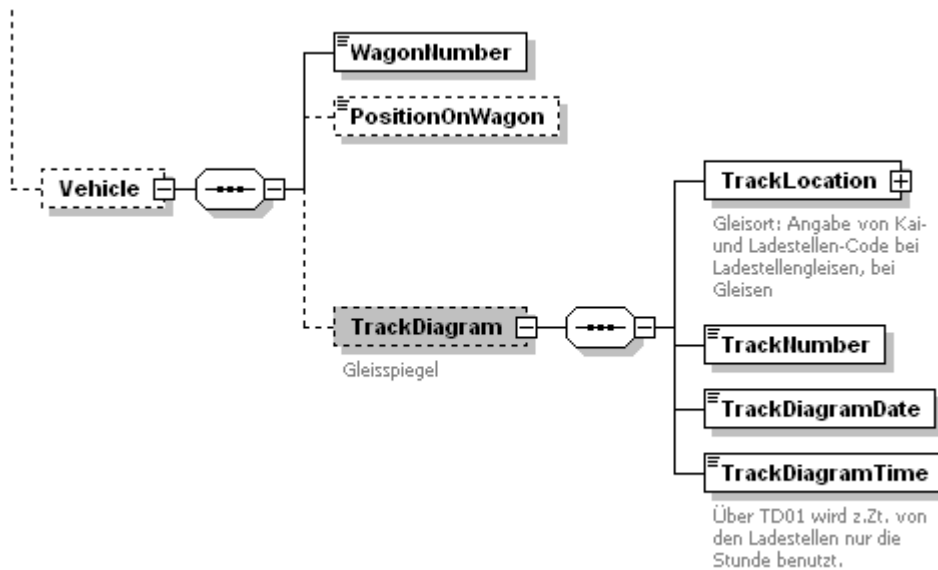 WagonNumber
PositionOnWagon
Vehicle
TrackLocation
Gleisort: Angabe von Kai-
und Ladestellen-Code bei
Ladestellengleisen, bei
Gleisen
TrackDiagram
Gleisspiegel
TrackNumber
TrackDiagramDate
TrackDiagramTime
Über TD01 wird z.Zt. von
den Ladestellen nur die
Stunde benutzt.